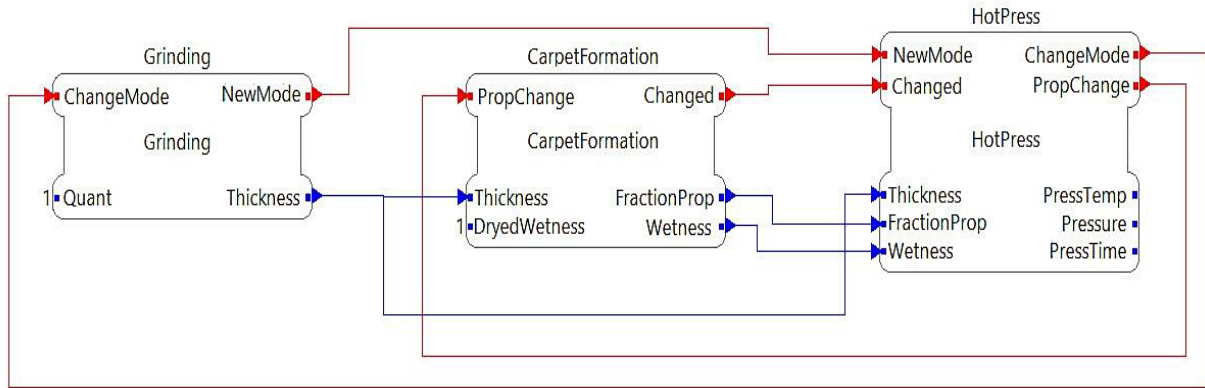 Grinding
ChangeMode NewMode
Grinding
1 Quant Thickness
CarpetFormation
PropChange Changed
CarpetFormation
Thickness FractionProp
1 DryedWetness Wetness
HotPress
NewMode ChangeMode
Changed PropChange
HotPress
Thickness PressTemp
FractionProp Pressure
Wetness PressTime